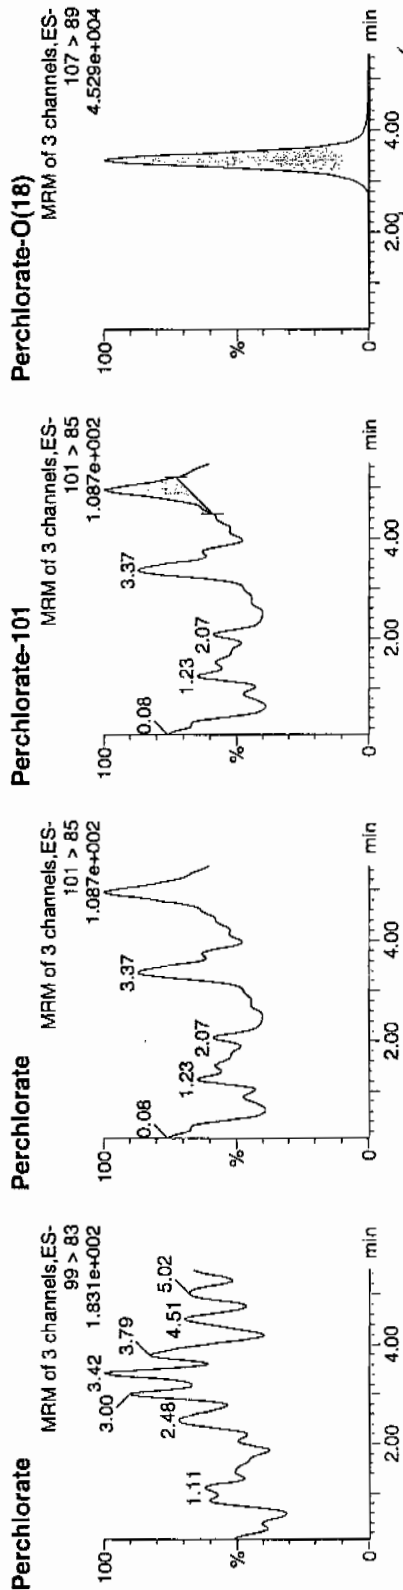 Perchlorate
MRM of 3 channels,ES-
99 > 83
1.831e+002
100
%
0
1.11
2.48
3.00
3.42
3.79
4.51
5.02
2.00
4.00
min
Perchlorate
MRM of 3 channels,ES-
101 > 85
1.087e+002
100
%
0
0.08
1.23
2.07
3.37
2.00
4.00
min
Perchlorate-101
MRM of 3 channels,ES-
101 > 85
1.087e+002
100
%
0
0.08
1.23
2.07
3.37
2.00
4.00
min
Perchlorate-O(18)
MRM of 3 channels,ES-
107 > 89
4.529e+004
100
%
0
2.00
4.00
min